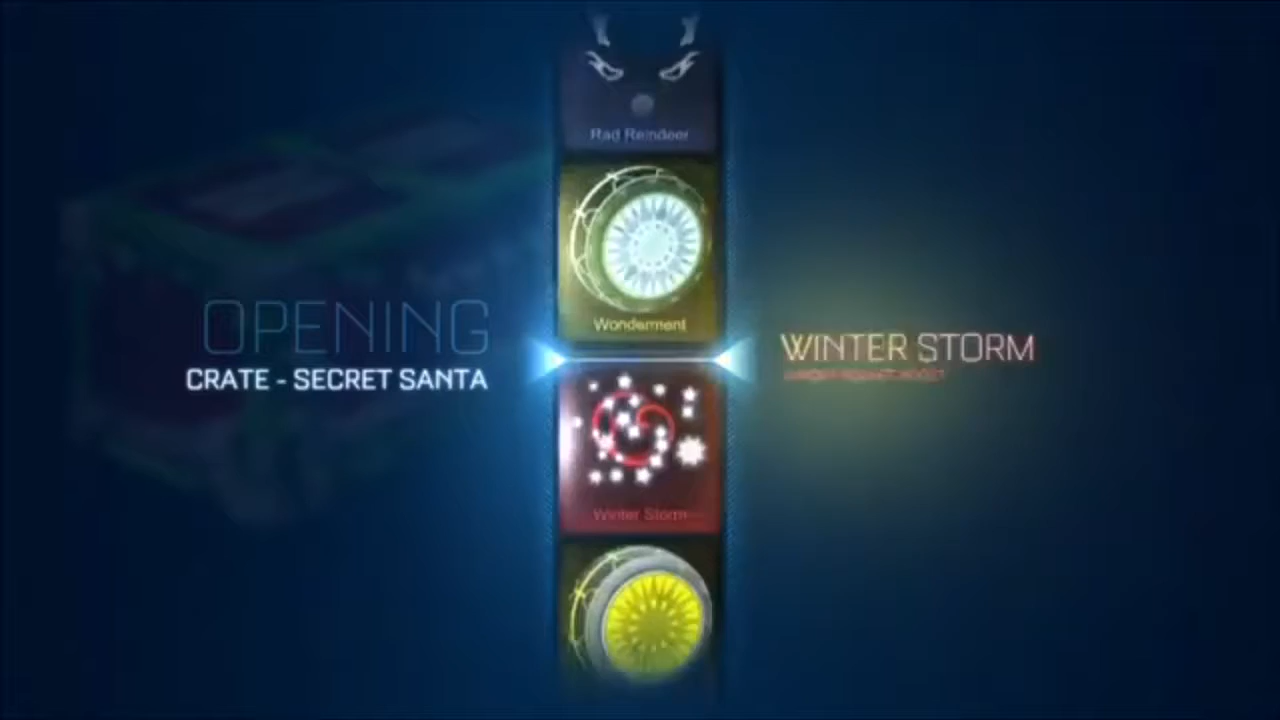 Rad Reindeer
Wonderment
OPENING
CRATE - SECRET SANTA
WINTER STORM
Winter Storm